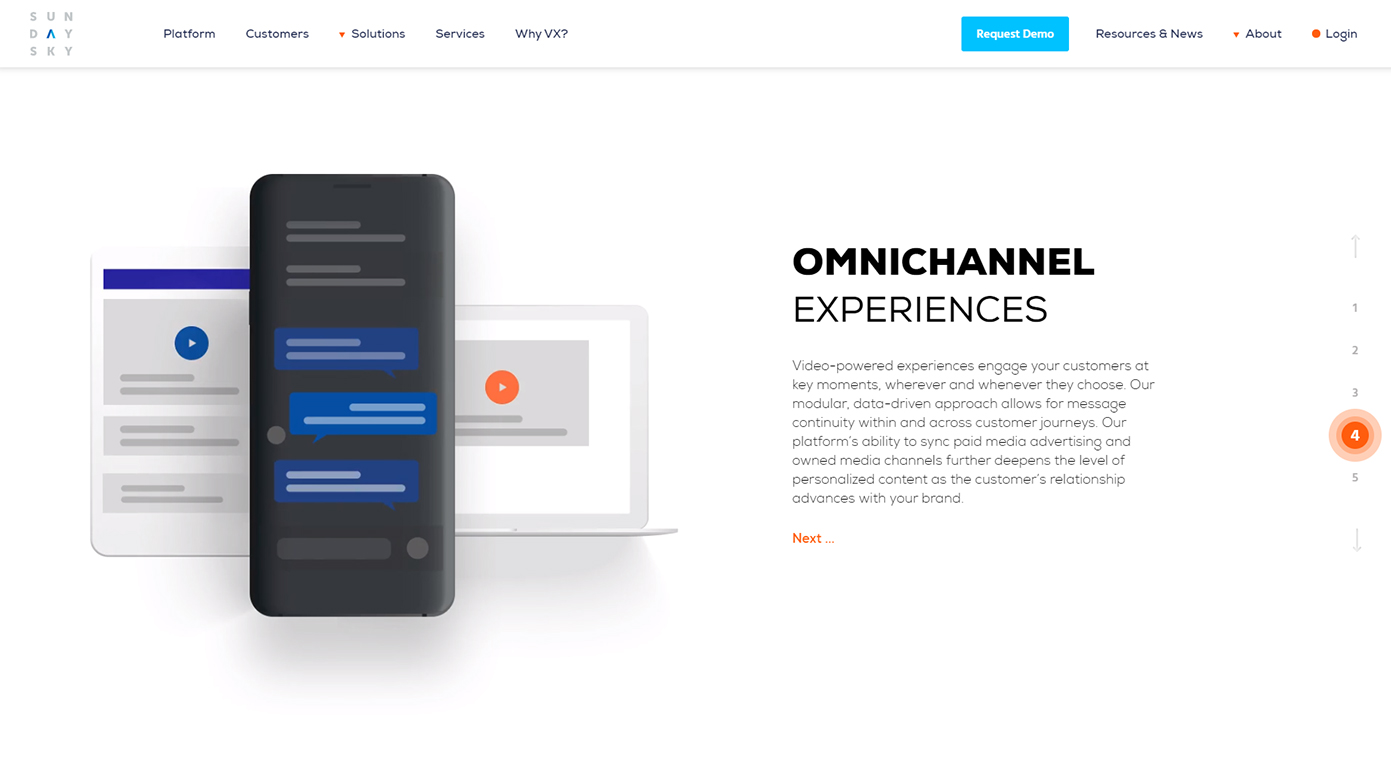 SUN
DAY
SKY
Platform
Customers
Solutions
Services
Why VX?
Request Demo
Resources & News
About
Login
OMNICHANNEL
EXPERIENCES
Video-powered experiences engage your customers at
key moments, wherever and whenever they choose. Our
modular, data-driven approach allows for message
continuity within and across customer journeys. Our
platform's ability to sync paid media advertising and
owned media channels further deepens the level of
personalized content as the customer's relationship
advances with your brand.
Next ...
1
2
3
4
5